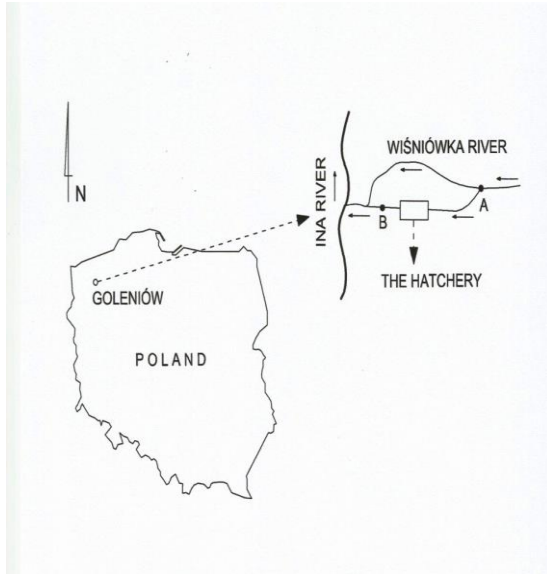 N
WIŚNIÓWKA RIVER
INA RIVER
A
B
THE HATCHERY
GOLENIÓW
POLAND